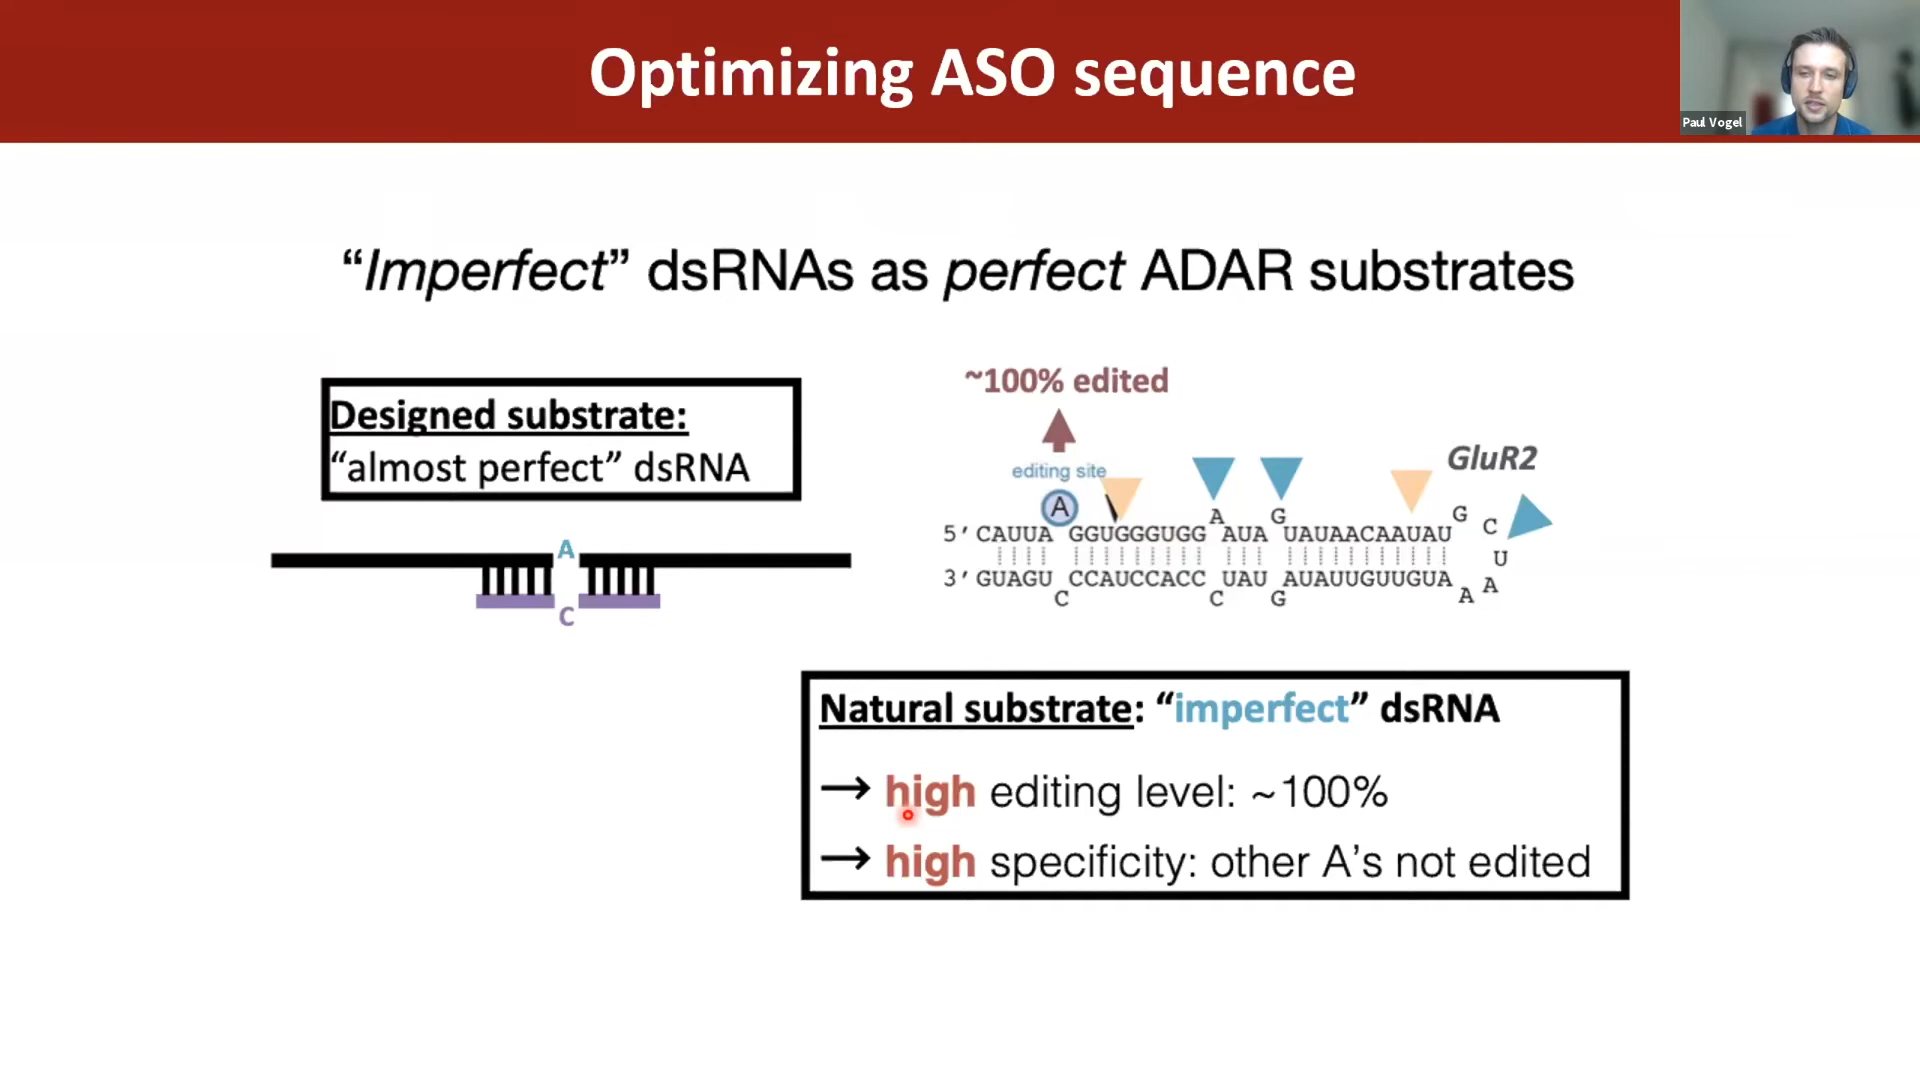 Optimizing ASO sequence
Paul Vogel
“Imperfect” dsRNAs as perfect ADAR substrates
Designed substrate:
“almost perfect” dsRNA
A
C
~100% edited
editing site
GluR2
A
A G G C
5′ CAUUA GGUGGGUGG AUA UAUAACAAUAU
U
3′ GUAGU CCAUCCACC UAU AUAUUGUUGUA A A
C C G
Natural substrate: “imperfect” dsRNA
→ high editing level: ~100%
→ high specificity: other A’s not edited